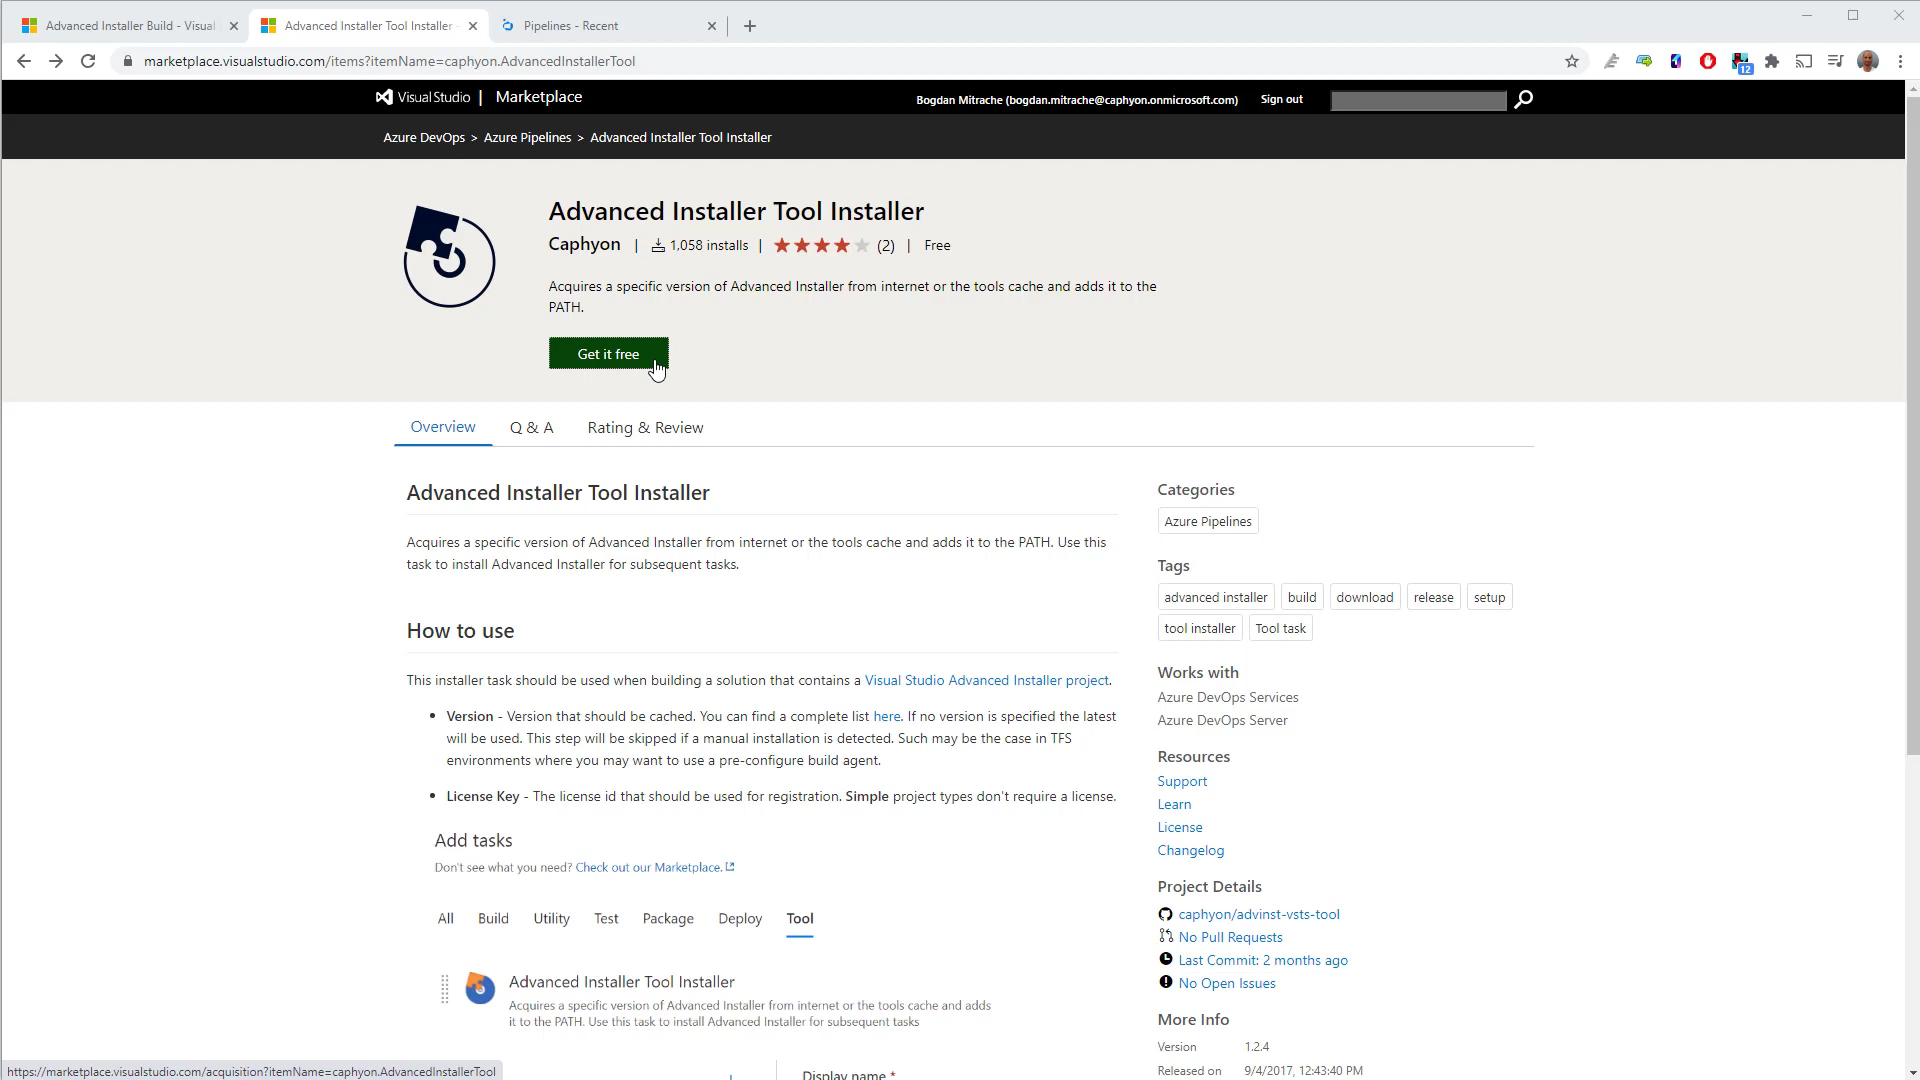 Advanced Installer Build - Visual
Advanced Installer Tool Installer -
Pipelines - Recent
marketplace.visualstudio.com/items?itemName=caphyon.AdvancedInstallerTool
12
Visual Studio | Marketplace
Bogdan Mitrache (bogdan.mitrache@caphyon.onmicrosoft.com) Sign out
Azure DevOps > Azure Pipelines > Advanced Installer Tool Installer
Advanced Installer Tool Installer
Caphyon | 1,058 installs | (2) | Free
Acquires a specific version of Advanced Installer from internet or the tools cache and adds it to the
PATH.
Get it free
Overview Q & A Rating & Review
Advanced Installer Tool Installer
Acquires a specific version of Advanced Installer from internet or the tools cache and adds it to the PATH. Use this
task to install Advanced Installer for subsequent tasks.
How to use
This installer task should be used when building a solution that contains a Visual Studio Advanced Installer project.
• Version - Version that should be cached. You can find a complete list here. If no version is specified the latest
will be used. This step will be skipped if a manual installation is detected. Such may be the case in TFS
environments where you may want to use a pre-configure build agent.
• License Key - The license id that should be used for registration. Simple project types don't require a license.
Add tasks
Don't see what you need? Check out our Marketplace.
All Build Utility Test Package Deploy Tool
Advanced Installer Tool Installer
Acquires a specific version of Advanced Installer from internet or the tools cache and adds
it to the PATH. Use this task to install Advanced Installer for subsequent tasks
Display name *
Categories
Azure Pipelines
Tags
advanced installer build download release setup
tool installer Tool task
Works with
Azure DevOps Services
Azure DevOps Server
Resources
Support
Learn
License
Changelog
Project Details
caphyon/advinst-vsts-tool
No Pull Requests
Last Commit: 2 months ago
No Open Issues
More Info
Version 1.2.4
Released on 9/4/2017, 12:43:40 PM
https://marketplace.visualstudio.com/acquisition?itemName=caphyon.AdvancedInstallerTool